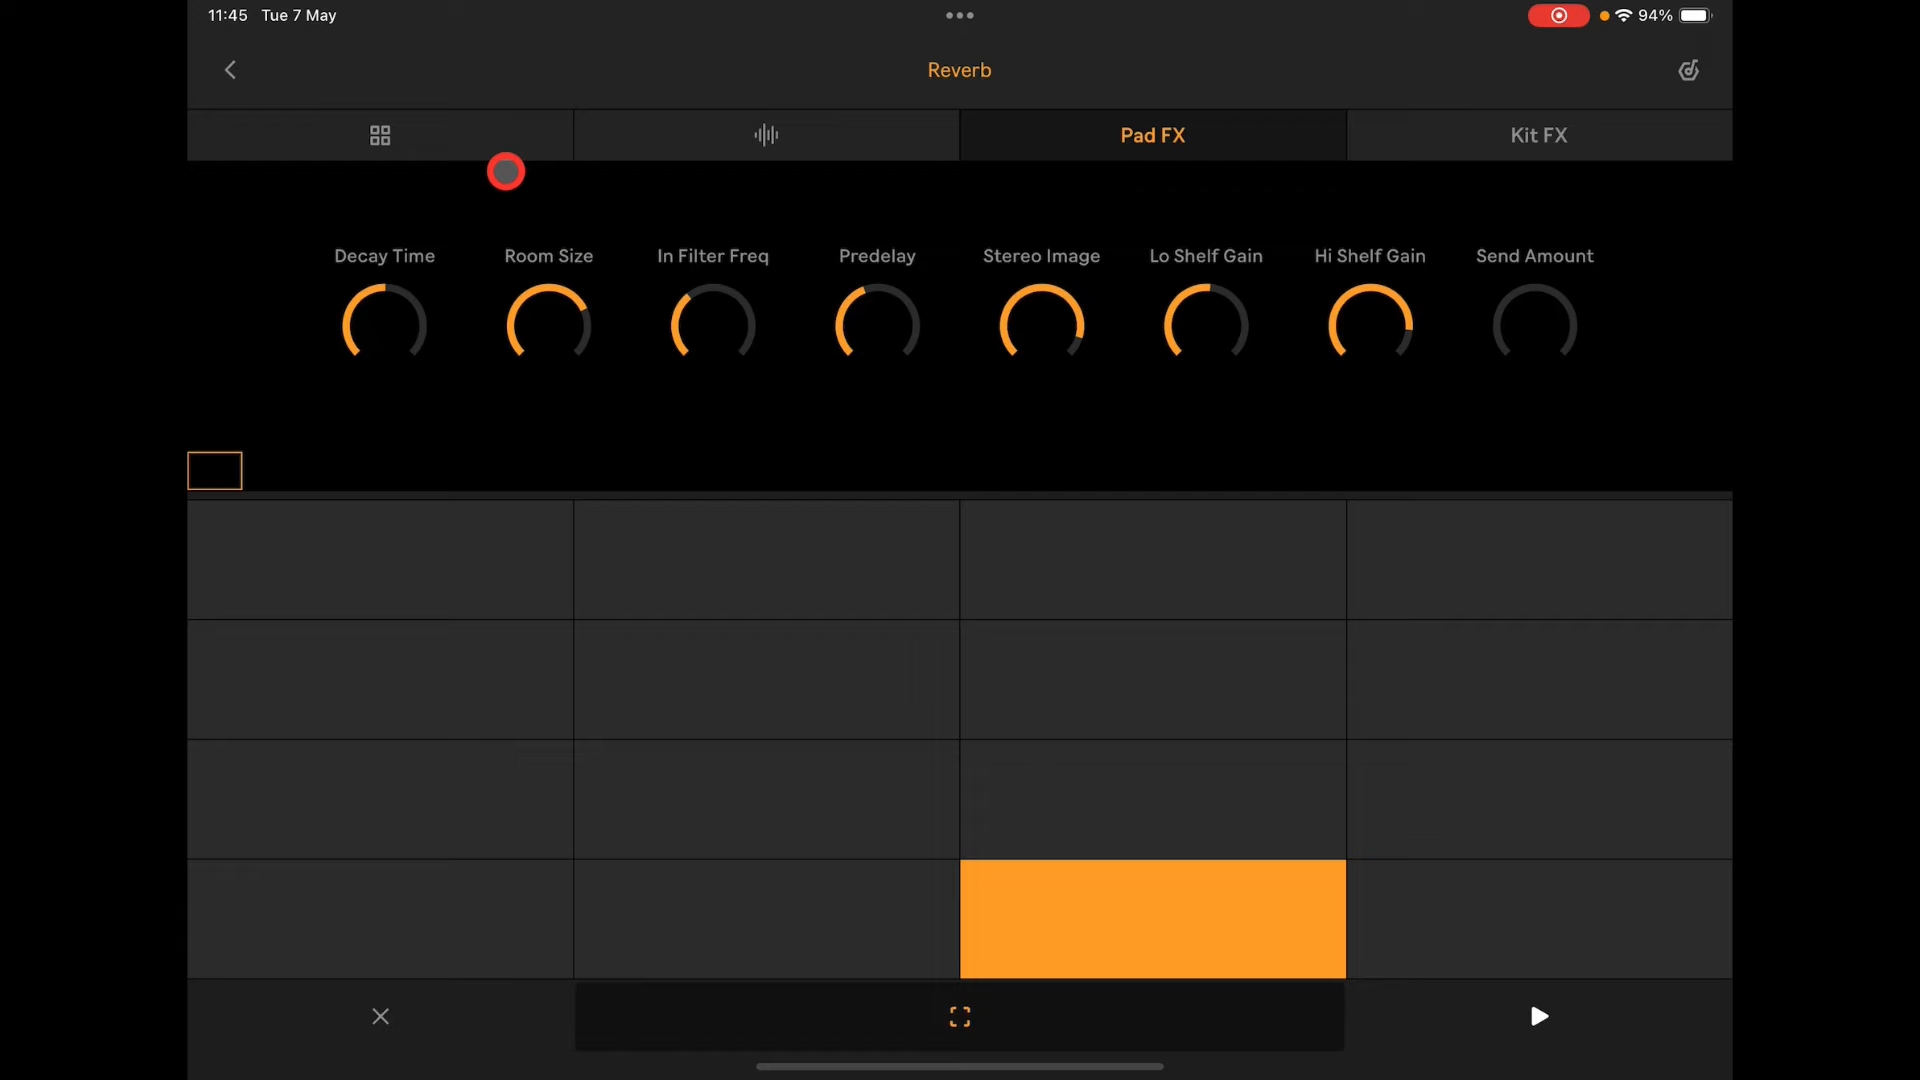 11:45 Tue 7 May
94%
Reverb
Pad FX
Kit FX
Decay Time
Room Size
In Filter Freq
Predelay
Stereo Image
Lo Shelf Gain
Hi Shelf Gain
Send Amount